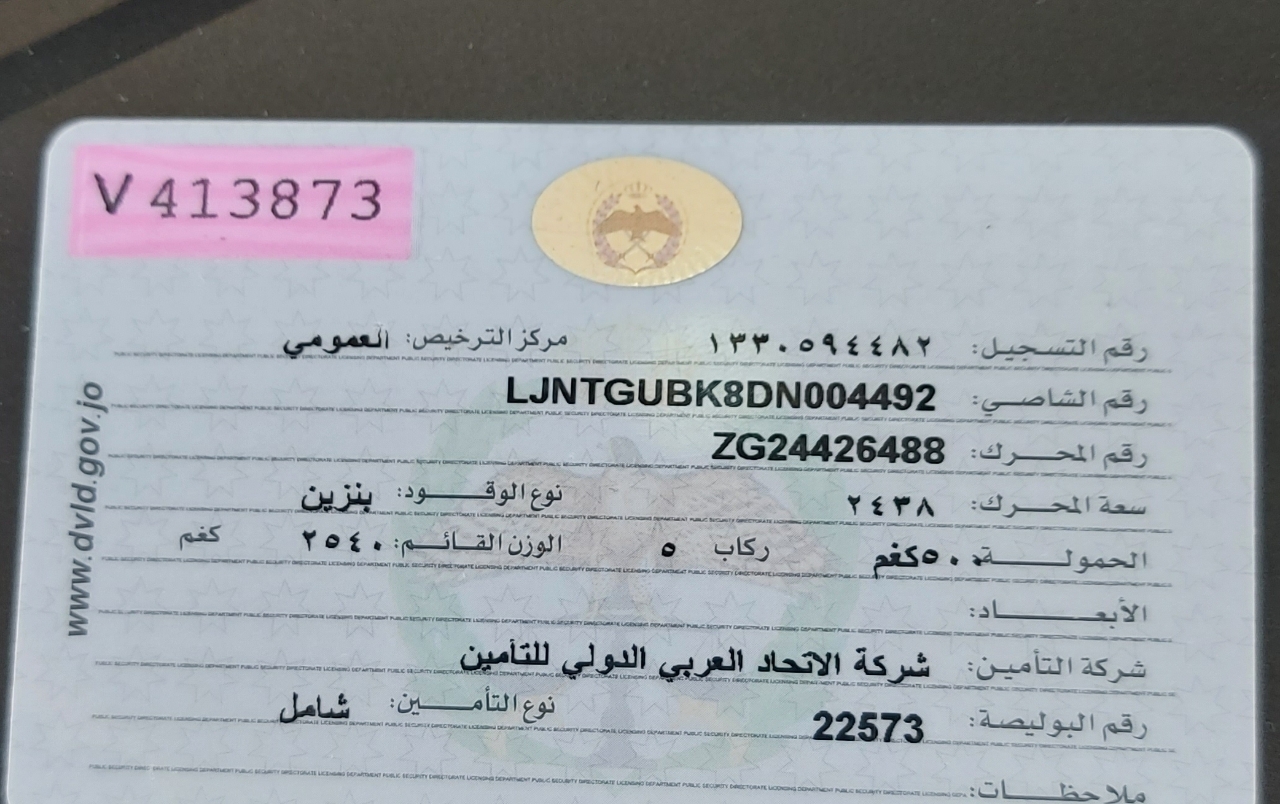 V 413873
رقم التسجيل: ١٣٣٠٥٩٤٤٨٢ مركز الترخيص: العمومي
رقم الشاصي: LJNTGUBK8DN004492
رقم المحرك: ZG24426488
سعة المحرك: ٢٤٣٨ نوع الوقود: بنزين
الحمولة: ٥٠٠كغم ركاب ٥ الوزن القائم: ٢٥٤٠ كغم
الأبعاد:
شركة التأمين: شركة الاتحاد العربي الدولي للتأمين
رقم البوليصة: 22573 نوع التأمين: شامل
ملاحظات:
www.dvld.gov.jo